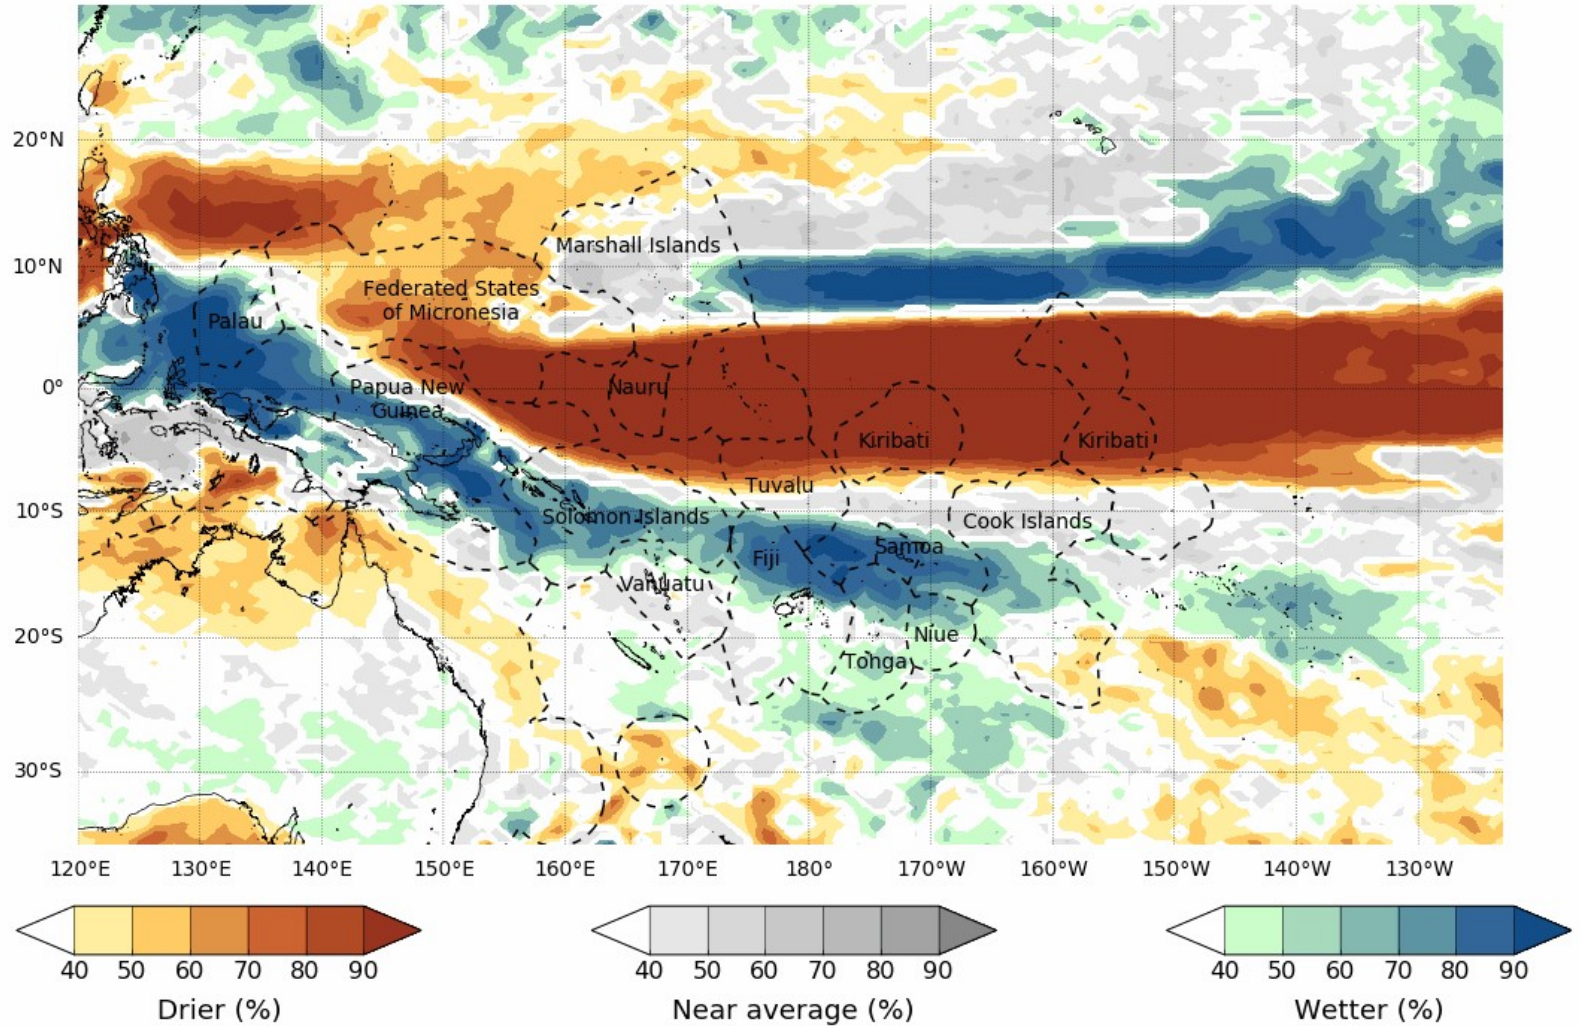 20°N
10°N
0°
10°S
20°S
30°S
Marshall Islands
Federated States
of Micronesia
Palau
Papua New
Guinea
Nauru
Kiribati
Kiribati
Tuvalu
Solomon Islands
Cook Islands
Fiji
Samoa
Vanuatu
Niue
Tonga
120°E 130°E 140°E 150°E 160°E 170°E 180° 170°W 160°W 150°W 140°W 130°W
40 50 60 70 80 90
Drier (%)
40 50 60 70 80 90
Near average (%)
40 50 60 70 80 90
Wetter (%)